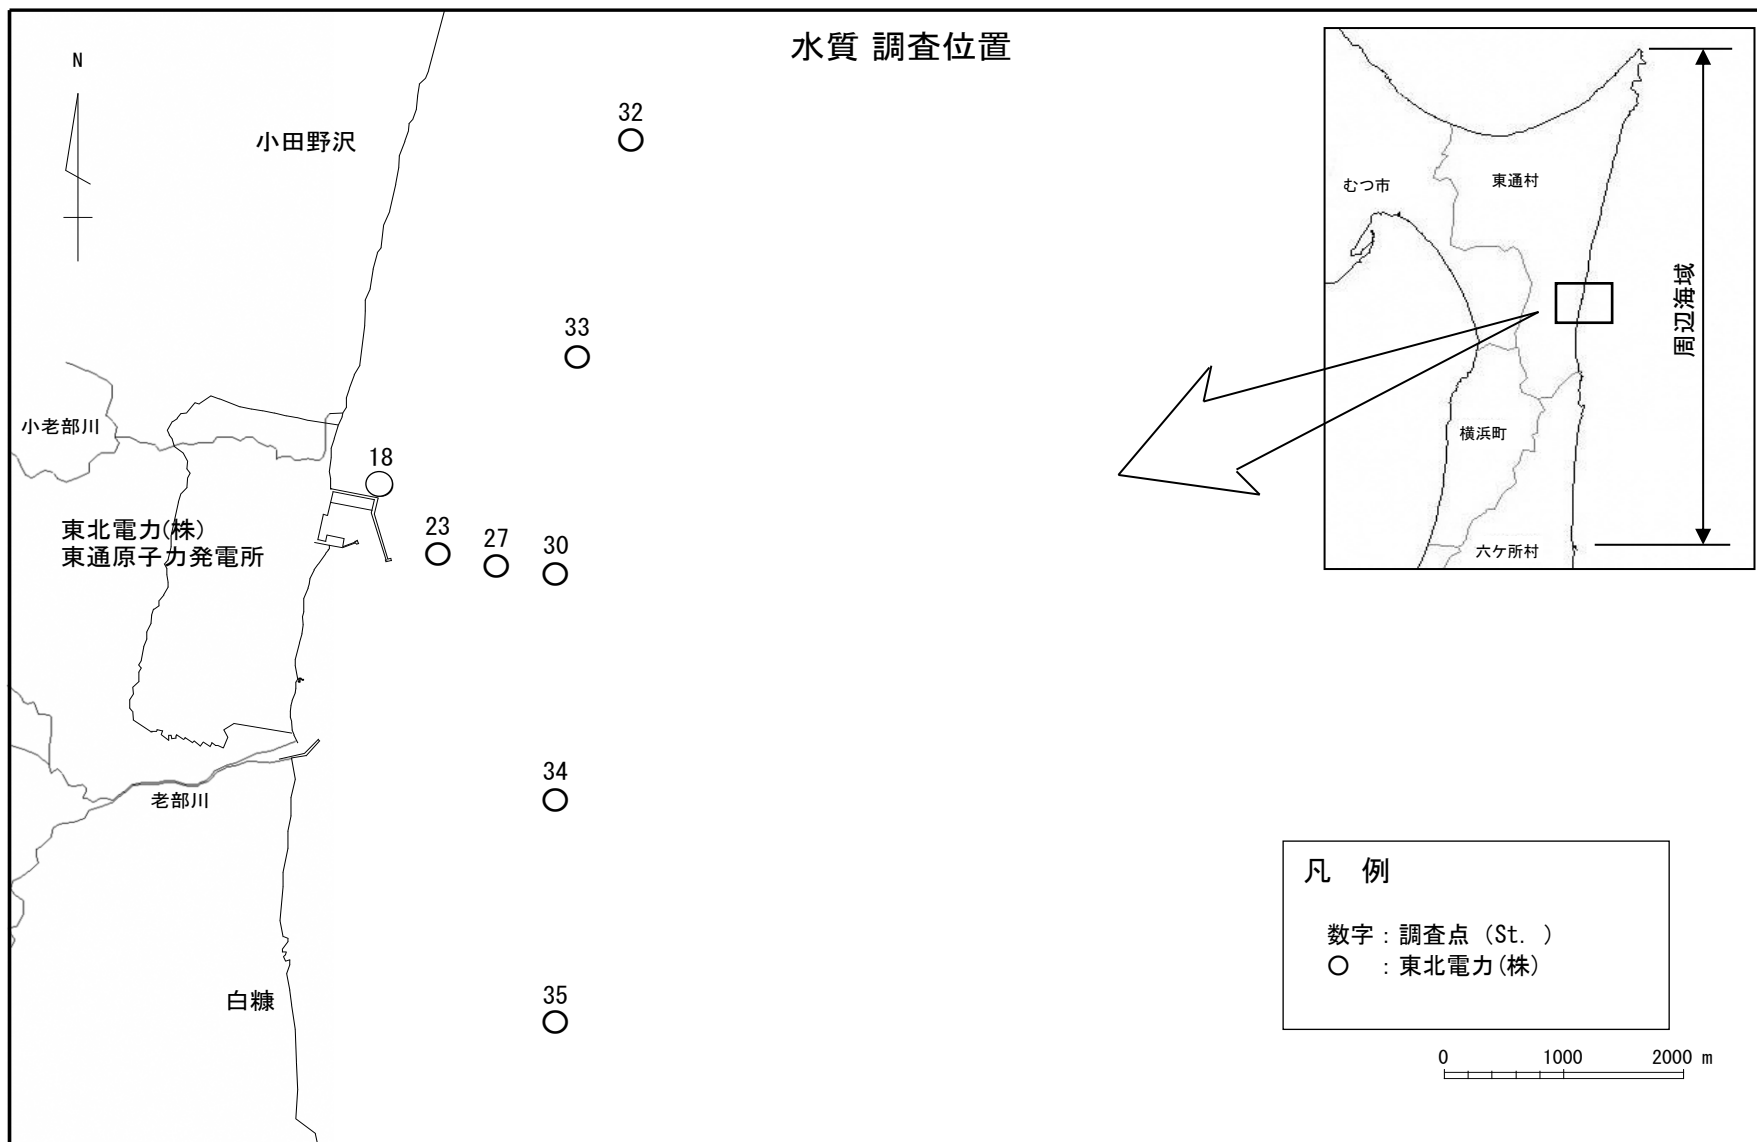 水質 調査位置
N
小田野沢
32
33
小老部川
18
東北電力(株)
東通原子力発電所
23
27
30
34
老部川
白糠
35
むつ市
東通村
周辺海域
横浜町
六ケ所村
凡 例
数字：調査点（St. ）
○ ：東北電力(株)
0 1000 2000 m